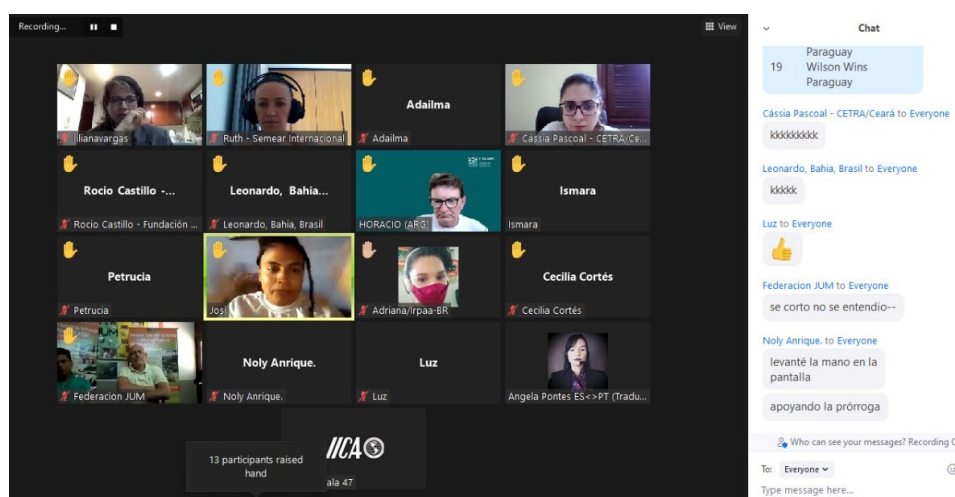 Recording...
View
lilianavargas
Ruth - Semear Internacional
Adailma
Adailma
Cássia Pascoal - CETRA/Ce...
Rocio Castillo -...
Rocio Castillo - Fundación ...
Leonardo, Bahia...
Leonardo, Bahia, Brasil
HORACIO (ARG)
Ismara
Ismara
Petrucia
Petrucia
Josi
Adriana/Irpaa-BR
Cecilia Cortés
Cecilia Cortés
Federacion JUM
Noly Anrique.
Noly Anrique.
Luz
Luz
Angela Pontes ES<>PT (Tradu...
IICA
ala 47
13 participants raised
hand
Chat
Paraguay
19 Wilson Wins
Paraguay
Cássia Pascoal - CETRA/Ceará to Everyone
kkkkkkkkk
Leonardo, Bahia, Brasil to Everyone
kkkkk
Luz to Everyone
Federacion JUM to Everyone
se corto no se entendio--
Noly Anrique. to Everyone
levanté la mano en la
pantalla
apoyando la prórroga
Who can see your messages? Recording O
To: Everyone
Type message here...